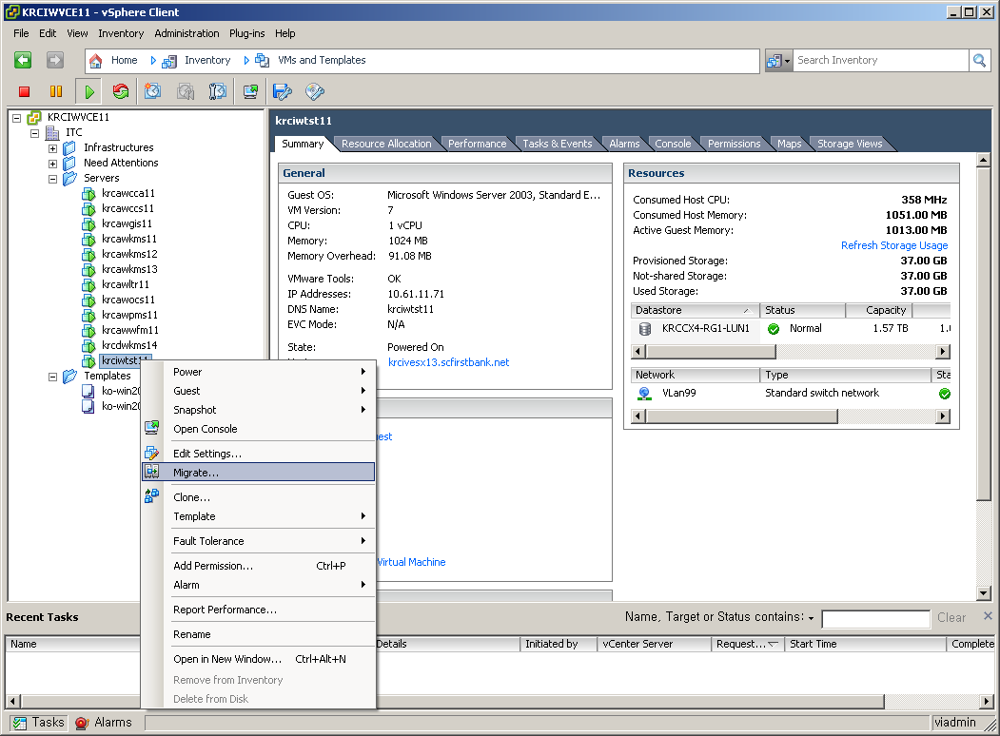 KRCIWVCE11 - vSphere Client
File Edit View Inventory Administration Plug-ins Help
Home Inventory VMs and Templates Search Inventory
KRCIWVCE11
ITC
Infrastructures
Need Attentions
Servers
krcawcca11
krcawccs11
krcawgis11
krcawkms11
krcawkms12
krcawkms13
krcawltr11
krcawocs11
krcawpms11
krcawwfm11
krcdwkms14
krciwtst11
Templates
ko-win20
ko-win20
krciwtst11
Summary Resource Allocation Performance Tasks & Events Alarms Console Permissions Maps Storage Views
General
Guest OS: Microsoft Windows Server 2003, Standard E...
VM Version: 7
CPU: 1 vCPU
Memory: 1024 MB
Memory Overhead: 91.08 MB
VMware Tools: OK
IP Addresses: 10.61.11.71
DNS Name: krciwtst11
EVC Mode: N/A
State: Powered On
krcivesx13.scfirstbank.net
est
Virtual Machine
Resources
Consumed Host CPU: 358 MHz
Consumed Host Memory: 1051.00 MB
Active Guest Memory: 1013.00 MB
Refresh Storage Usage
Provisioned Storage: 37.00 GB
Not-shared Storage: 37.00 GB
Used Storage: 37.00 GB
Datastore Status Capacity
KRCCX4-RG1-LUN1 Normal 1.57 TB 1.
Network Type Sta
VLan99 Standard switch network
Power
Guest
Snapshot
Open Console
Edit Settings...
Migrate...
Clone...
Template
Fault Tolerance
Add Permission... Ctrl+P
Alarm
Report Performance...
Rename
Open in New Window... Ctrl+Alt+N
Remove from Inventory
Delete from Disk
Recent Tasks Name, Target or Status contains: Clear
Name Details Initiated by vCenter Server Request... Start Time Complete
Tasks Alarms viadmin